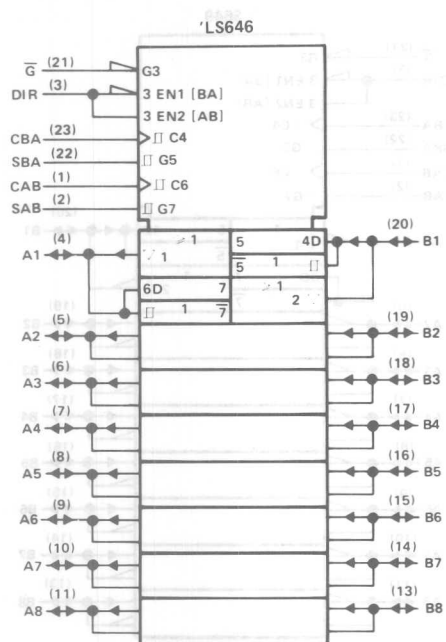 'LS646
G̅ (21) G3
DIR (3) 3 EN1 [BA]
3 EN2 [AB]
CBA (23) C4
SBA (22) G5
CAB (1) C6
SAB (2) G7
A1 (4) ≥1 5 4D (20) B1
1 5̅ 1
6D 7 ≥1
1 7̅ 2
A2 (5) (19) B2
A3 (6) (18) B3
A4 (7) (17) B4
A5 (8) (16) B5
A6 (9) (15) B6
A7 (10) (14) B7
A8 (11) (13) B8